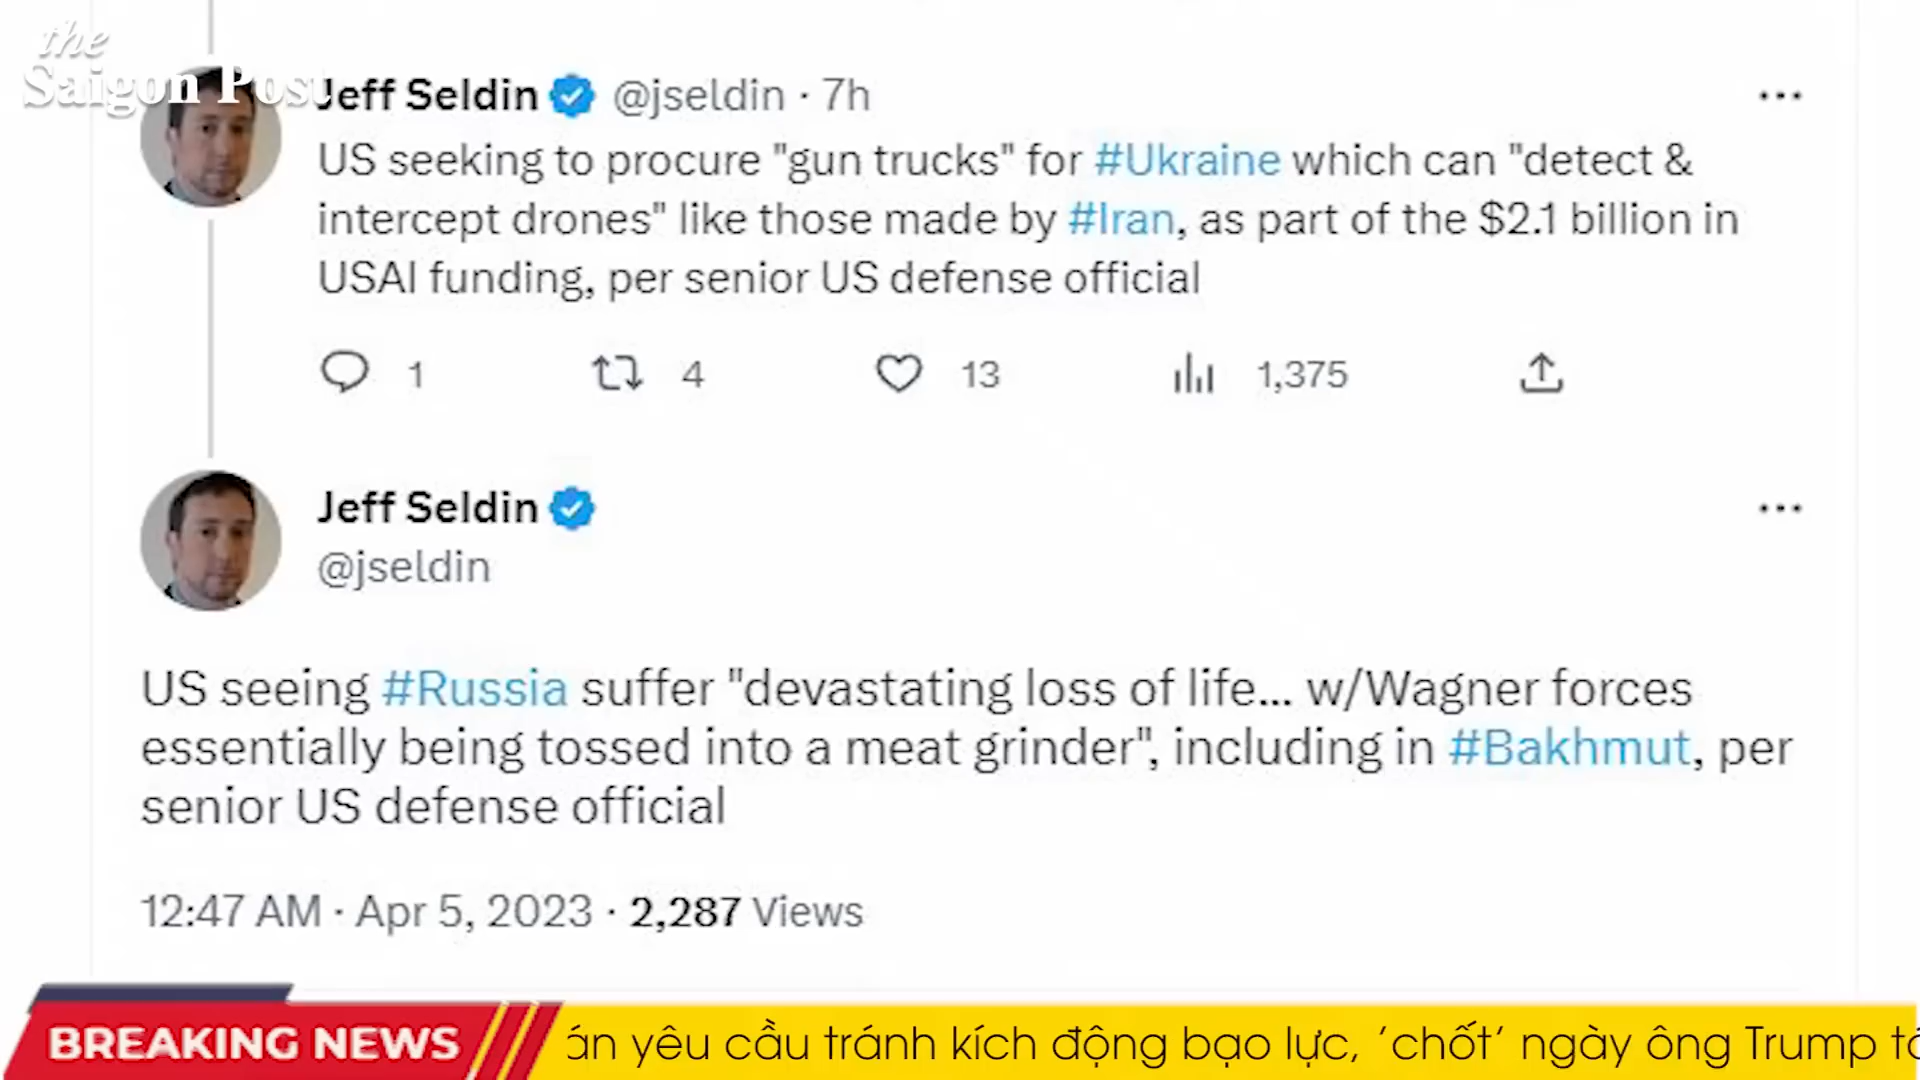 the
Saigon Post
Jeff Seldin @jseldin · 7h
US seeking to procure "gun trucks" for #Ukraine which can "detect &
intercept drones" like those made by #Iran, as part of the $2.1 billion in
USAI funding, per senior US defense official
1 4 13 1,375
Jeff Seldin
@jseldin
US seeing #Russia suffer "devastating loss of life... w/Wagner forces
essentially being tossed into a meat grinder", including in #Bakhmut, per
senior US defense official
12:47 AM · Apr 5, 2023 · 2,287 Views
BREAKING NEWS
án yêu cầu tránh kích động bạo lực, ‘chốt’ ngày ông Trump